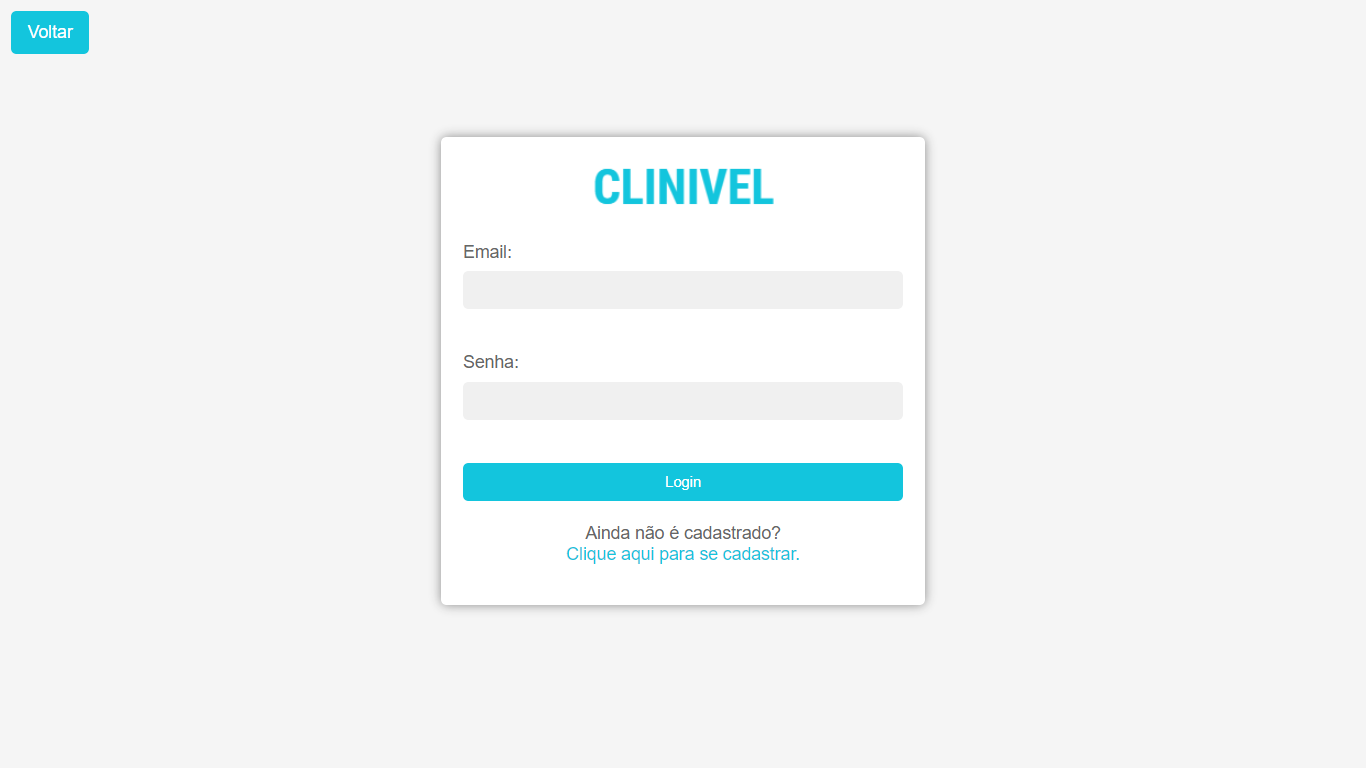 Voltar
CLINIVEL
Email:
Senha:
Login
Ainda não é cadastrado?
Clique aqui para se cadastrar.